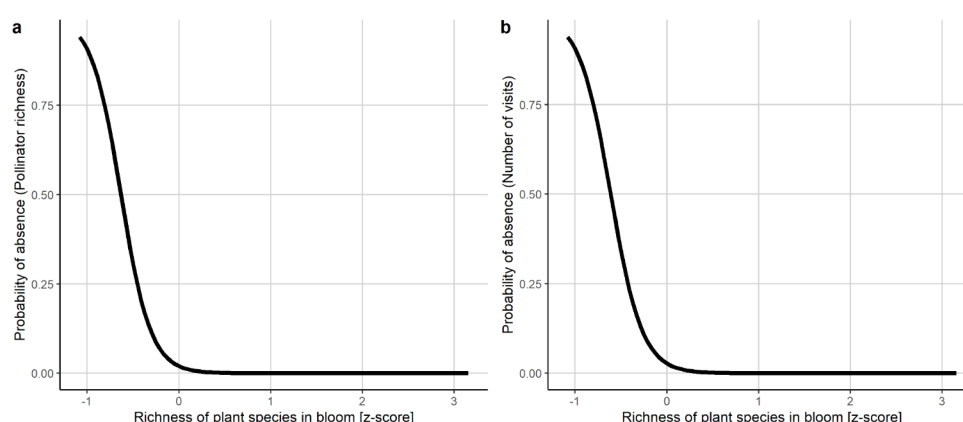 a
Probability of absence (Pollinator richness)
0.75
0.50
0.25
0.00
-1 0 1 2 3
Richness of plant species in bloom [z-score]
b
Probability of absence (Number of visits)
0.75
0.50
0.25
0.00
-1 0 1 2 3
Richness of plant species in bloom [z-score]